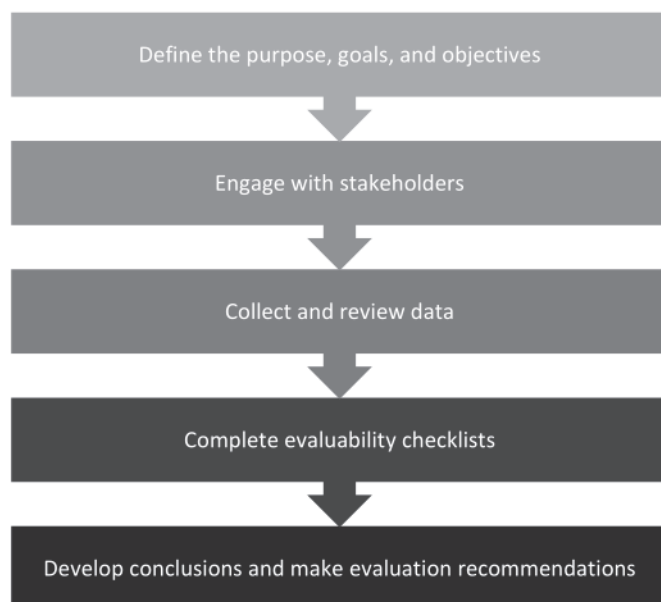 Define the purpose, goals, and objectives
Engage with stakeholders
Collect and review data
Complete evaluability checklists
Develop conclusions and make evaluation recommendations